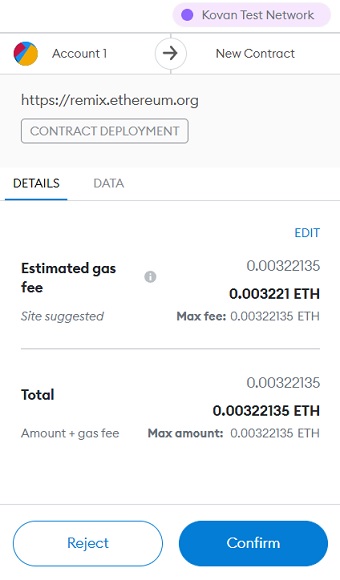 Kovan Test Network
Account 1 New Contract
https://remix.ethereum.org
CONTRACT DEPLOYMENT
DETAILS DATA
EDIT
Estimated gas fee
0.00322135
0.003221 ETH
Site suggested Max fee: 0.00322135 ETH
Total
0.00322135
0.00322135 ETH
Amount + gas fee Max amount: 0.00322135 ETH
Reject Confirm